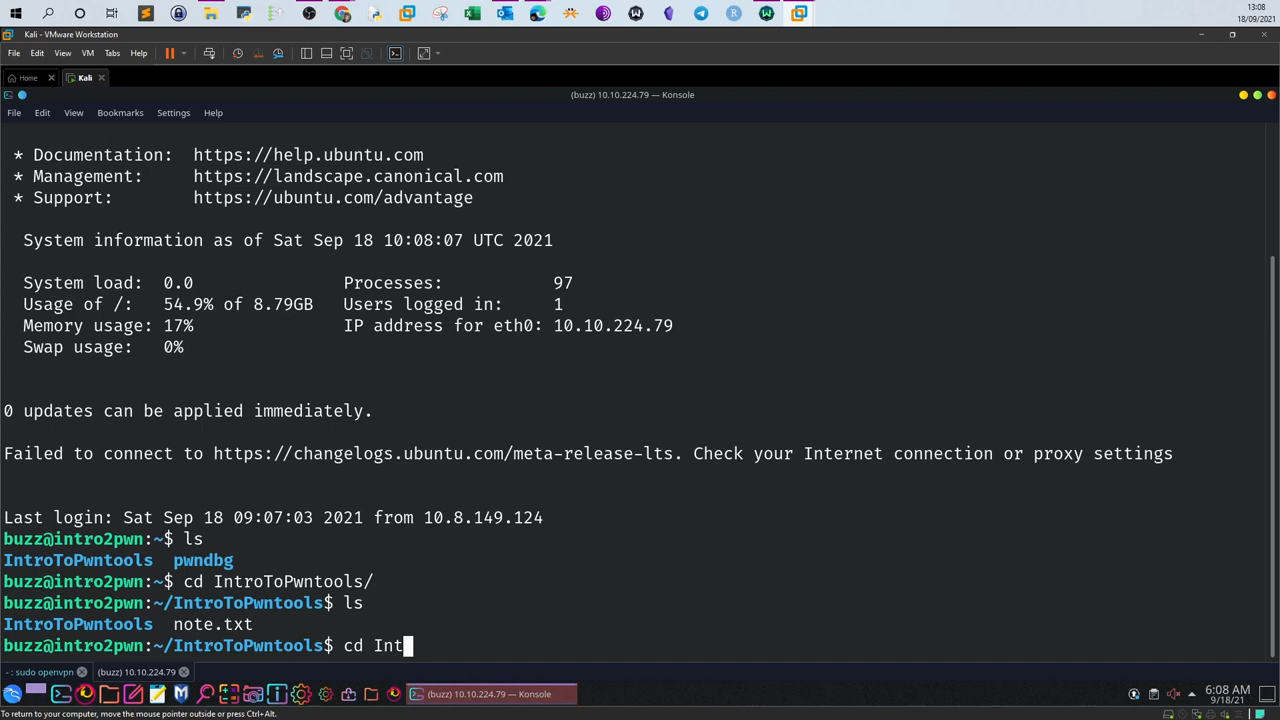 13:08
18/09/2021
Kali - VMware Workstation
File Edit View VM Tabs Help
Home Kali
(buzz) 10.10.224.79 — Konsole
File Edit View Bookmarks Settings Help
* Documentation: https://help.ubuntu.com
* Management: https://landscape.canonical.com
* Support: https://ubuntu.com/advantage
System information as of Sat Sep 18 10:08:07 UTC 2021
System load: 0.0 Processes: 97
Usage of /: 54.9% of 8.79GB Users logged in: 1
Memory usage: 17% IP address for eth0: 10.10.224.79
Swap usage: 0%
0 updates can be applied immediately.
Failed to connect to https://changelogs.ubuntu.com/meta-release-lts. Check your Internet connection or proxy settings
Last login: Sat Sep 18 09:07:03 2021 from 10.8.149.124
buzz@intro2pwn:~$ ls
IntroToPwntools pwndbg
buzz@intro2pwn:~$ cd IntroToPwntools/
buzz@intro2pwn:~/IntroToPwntools$ ls
IntroToPwntools note.txt
buzz@intro2pwn:~/IntroToPwntools$ cd Int
- : sudo openvpn (buzz) 10.10.224.79
(buzz) 10.10.224.79 — Konsole
6:08 AM
9/18/21
To return to your computer, move the mouse pointer outside or press Ctrl+Alt.